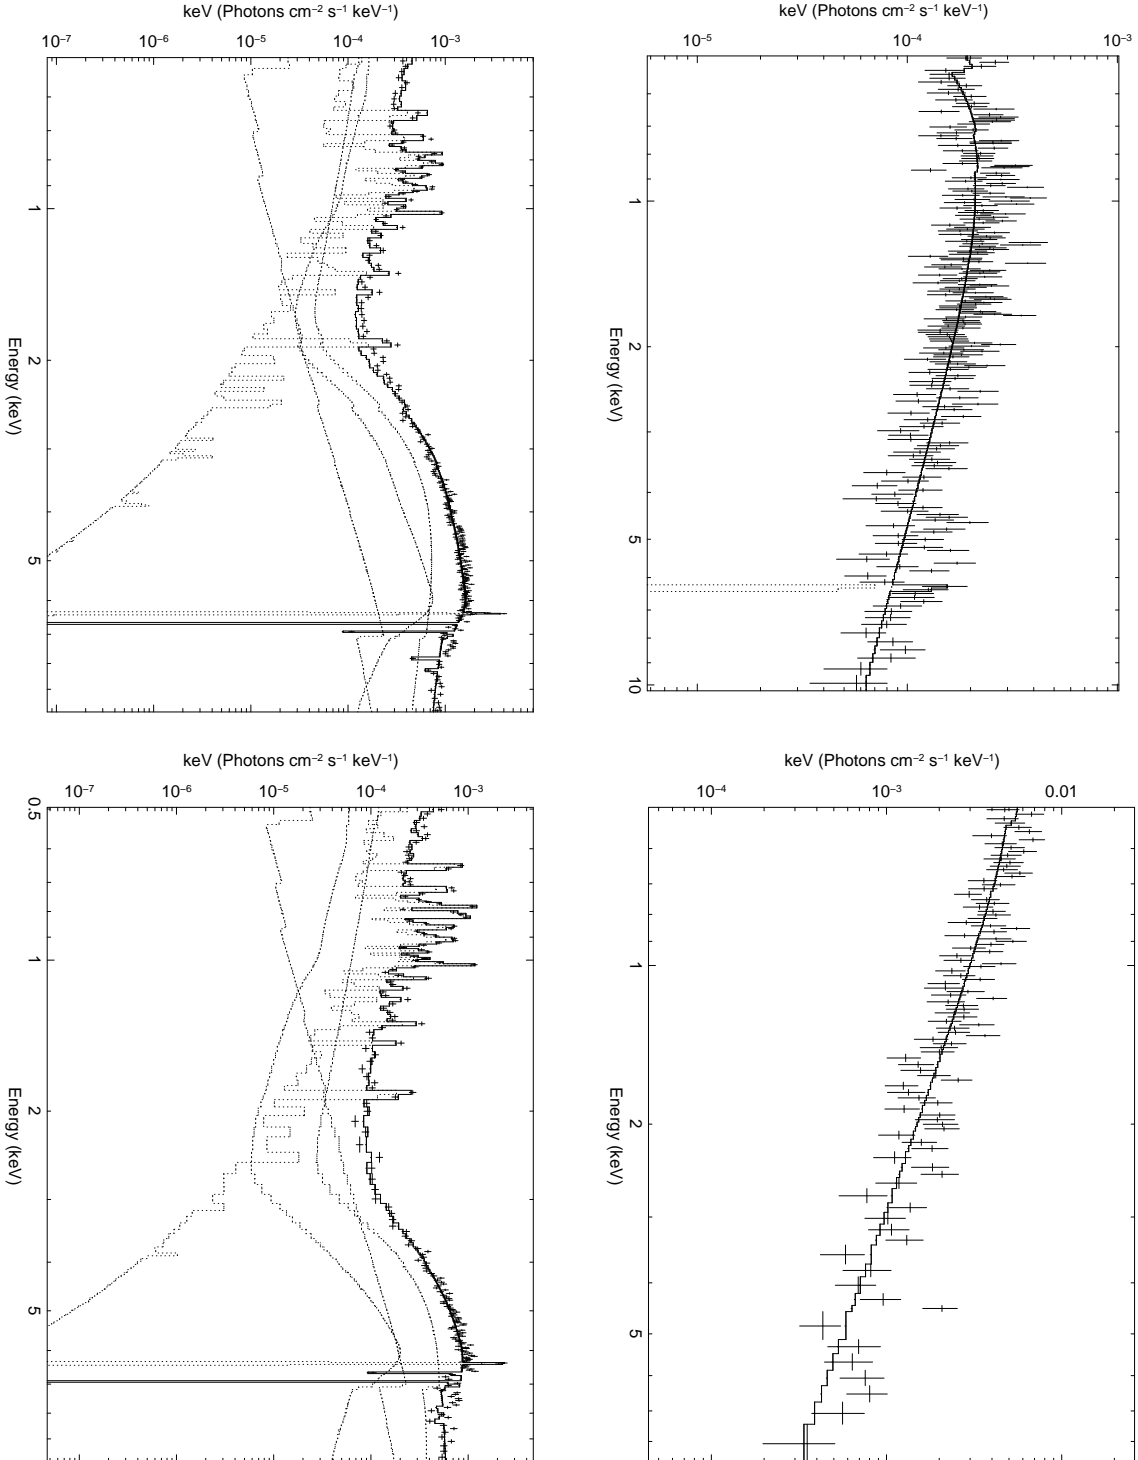 keV (Photons cm⁻² s⁻¹ keV⁻¹)
10⁻⁷ 10⁻⁶ 10⁻⁵ 10⁻⁴ 10⁻³
1
2
5
Energy (keV)
keV (Photons cm⁻² s⁻¹ keV⁻¹)
10⁻⁵ 10⁻⁴ 10⁻³
1
2
5
10
Energy (keV)
keV (Photons cm⁻² s⁻¹ keV⁻¹)
10⁻⁷ 10⁻⁶ 10⁻⁵ 10⁻⁴ 10⁻³
0.5
1
2
5
Energy (keV)
keV (Photons cm⁻² s⁻¹ keV⁻¹)
10⁻⁴ 10⁻³ 0.01
1
2
5
Energy (keV)